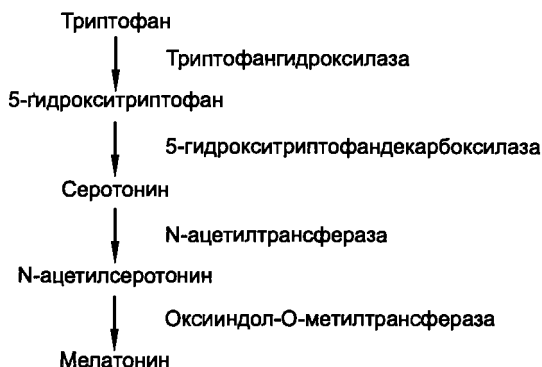 Триптофан
Триптофангидроксилаза
5-гидрокситриптофан
5-гидрокситриптофандекарбоксилаза
Серотонин
N-ацетилтрансфераза
N-ацетилсеротонин
Оксииндол-О-метилтрансфераза
Мелатонин